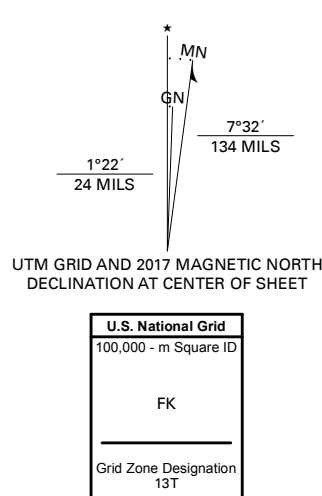 MN
GN
7°32´
134 MILS
1°22´
24 MILS
UTM GRID AND 2017 MAGNETIC NORTH
DECLINATION AT CENTER OF SHEET
U.S. National Grid
100,000 - m Square ID
FK
Grid Zone Designation
13T